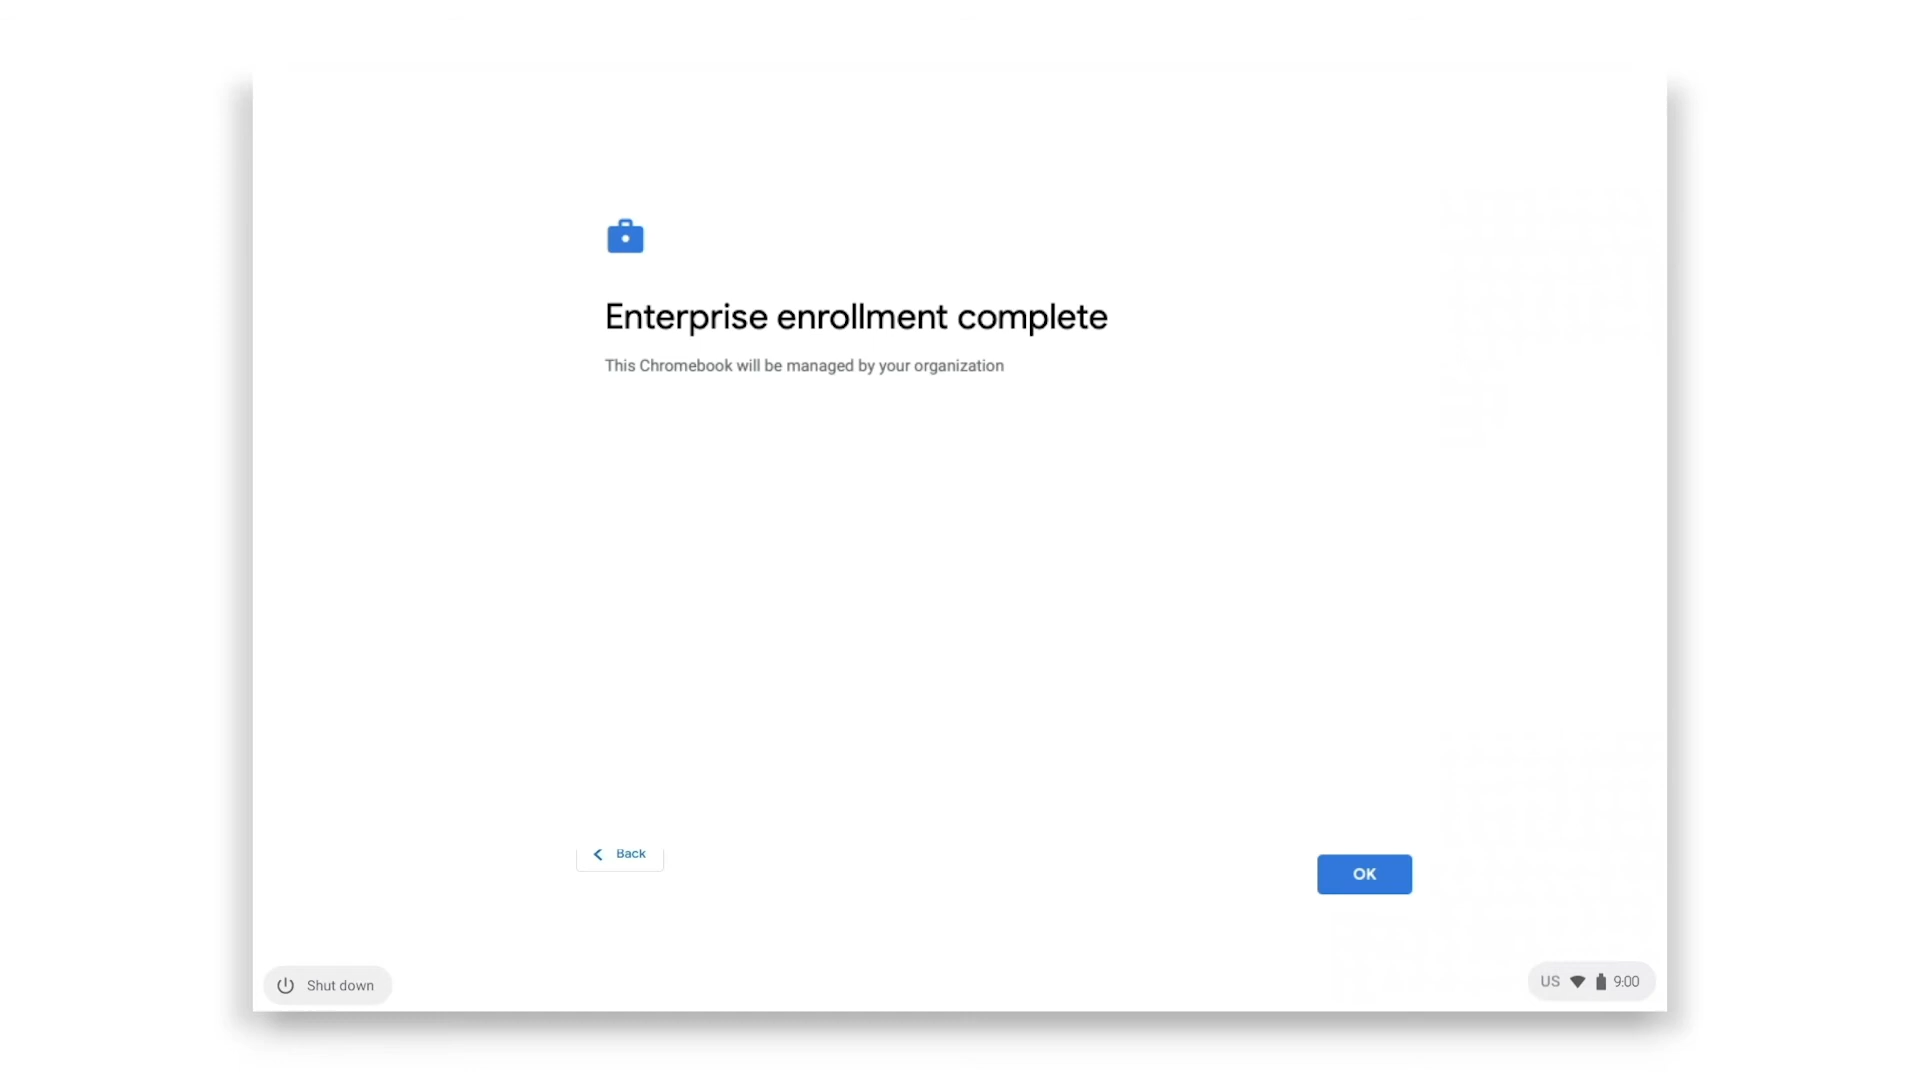 Enterprise enrollment complete
This Chromebook will be managed by your organization
Back
OK
Shut down
US 9:00